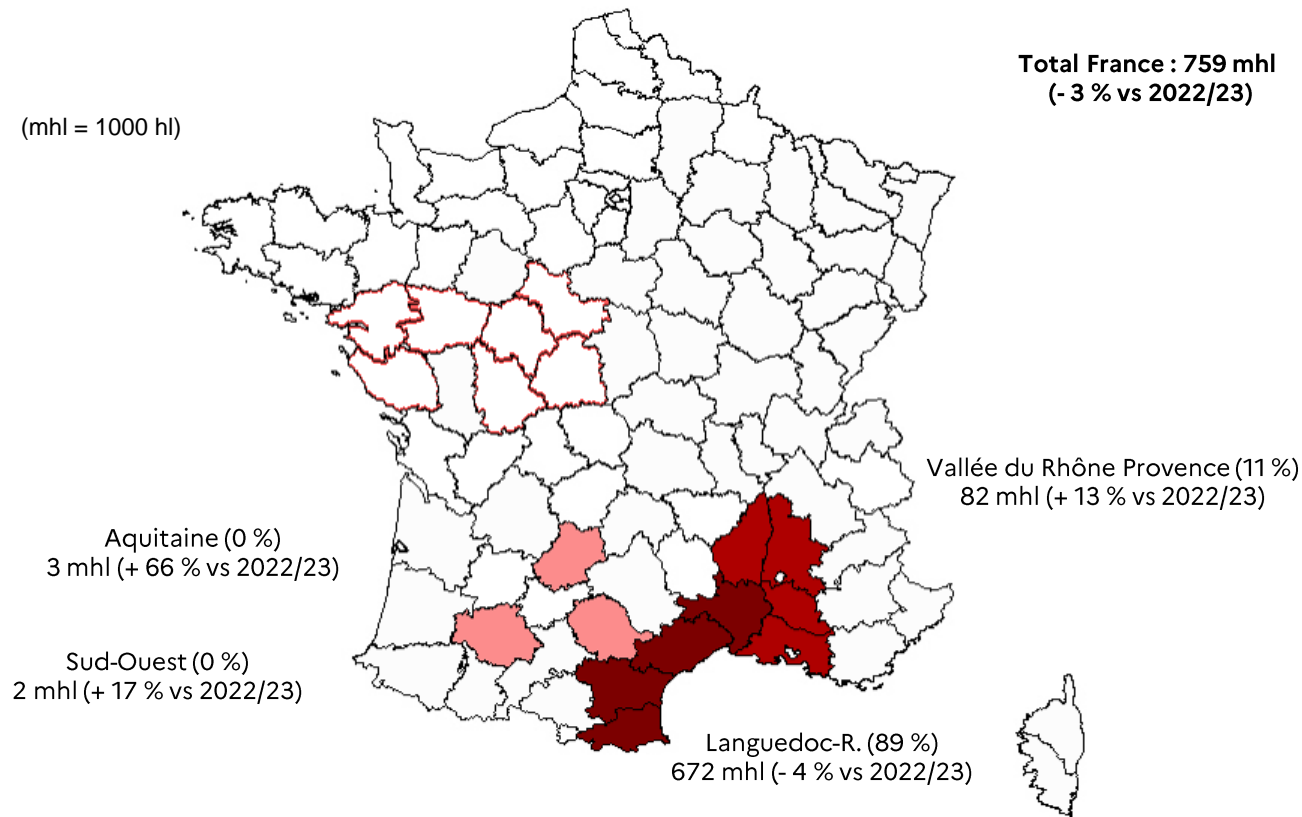 Total France : 759 mhl
(- 3 % vs 2022/23)
(mhl = 1000 hl)
Vallée du Rhône Provence (11 %)
82 mhl (+ 13 % vs 2022/23)
Aquitaine (0 %)
3 mhl (+ 66 % vs 2022/23)
Sud-Ouest (0 %)
2 mhl (+ 17 % vs 2022/23)
Languedoc-R. (89 %)
672 mhl (- 4 % vs 2022/23)